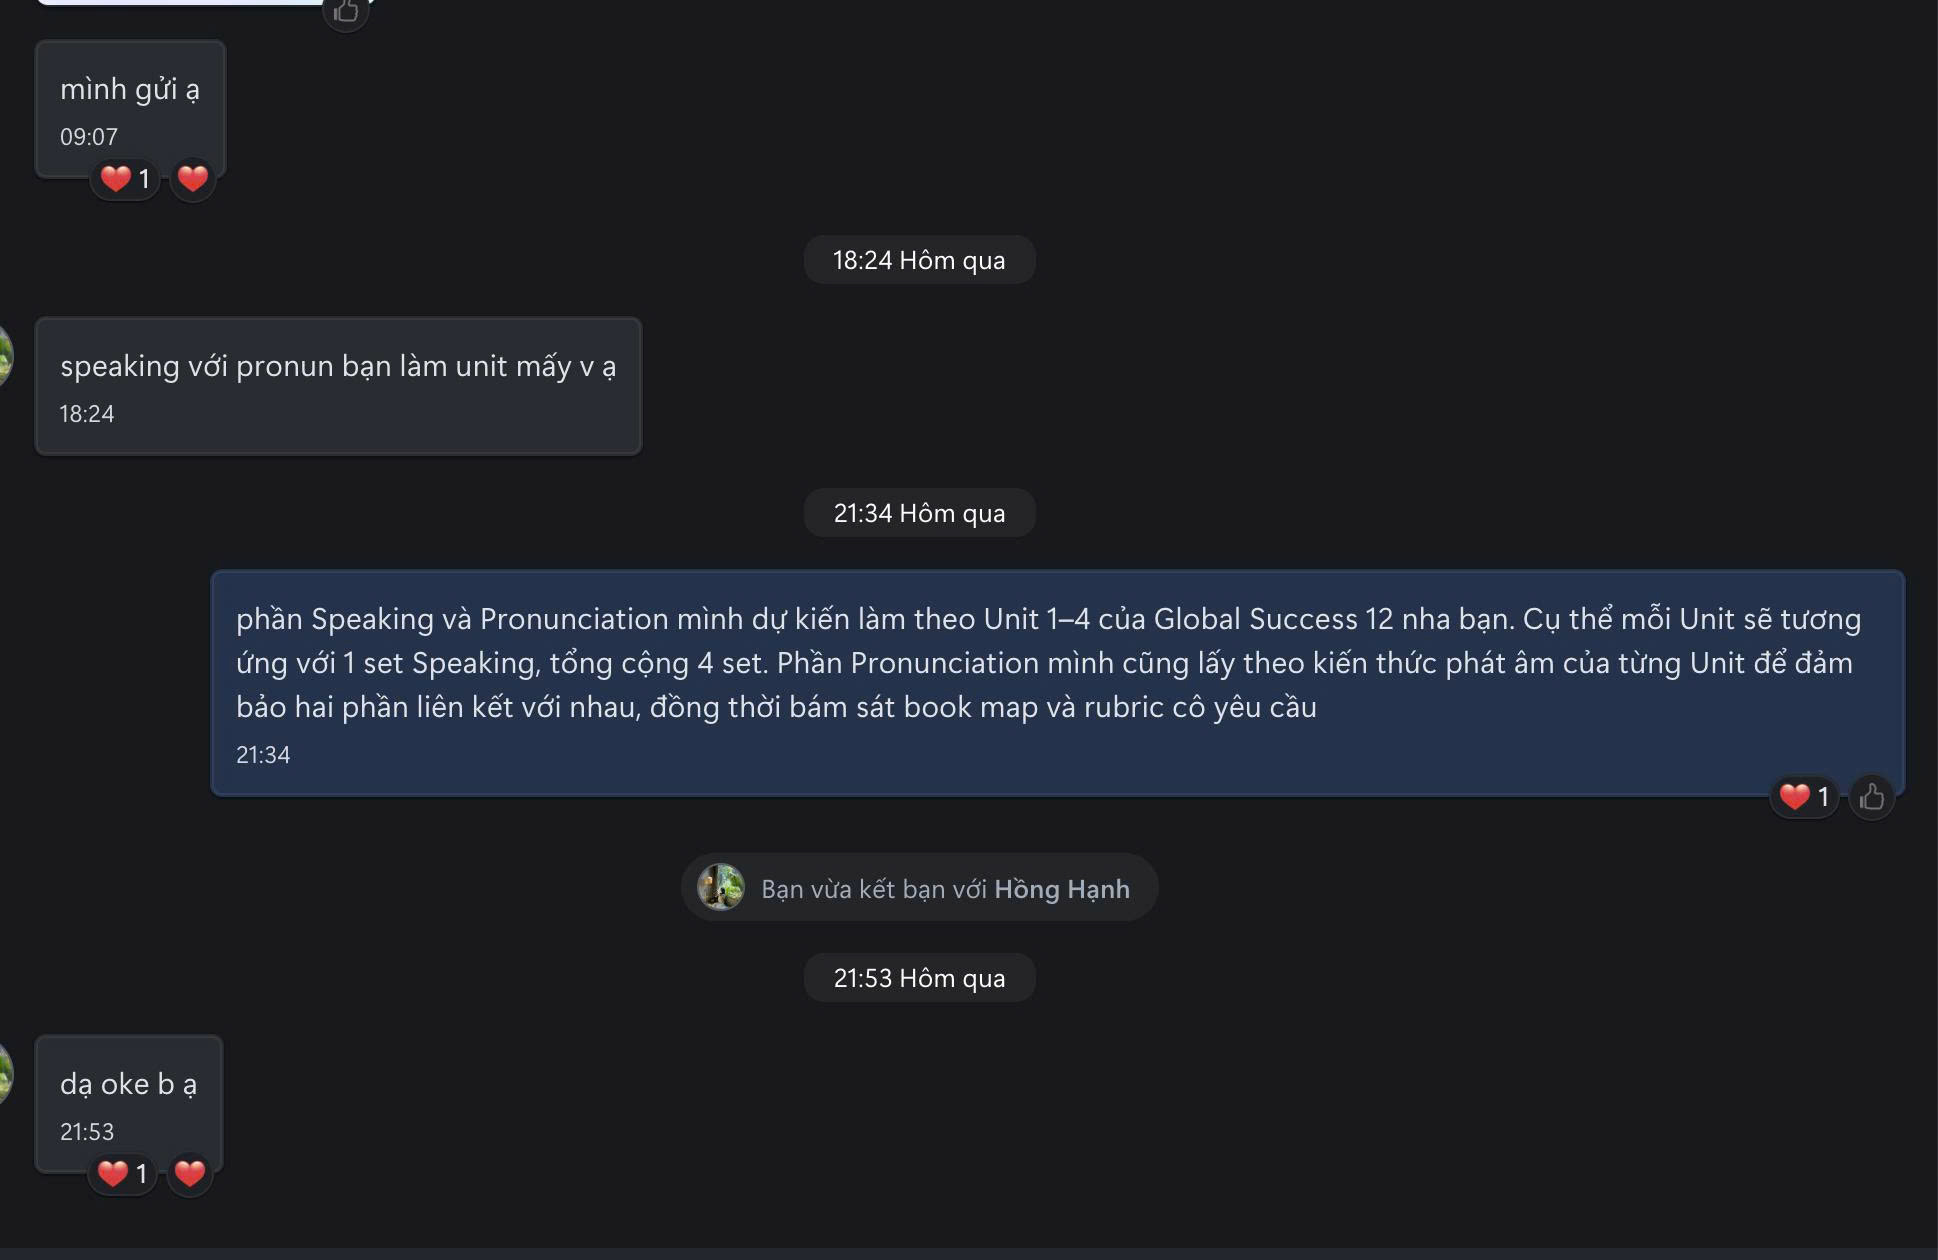 mình gửi ạ
09:07
1
18:24 Hôm qua
speaking với pronun bạn làm unit mấy v ạ
18:24
21:34 Hôm qua
phần Speaking và Pronunciation mình dự kiến làm theo Unit 1–4 của Global Success 12 nha bạn. Cụ thể mỗi Unit sẽ tương
ứng với 1 set Speaking, tổng cộng 4 set. Phần Pronunciation mình cũng lấy theo kiến thức phát âm của từng Unit để đảm
bảo hai phần liên kết với nhau, đồng thời bám sát book map và rubric cô yêu cầu
21:34
1
Bạn vừa kết bạn với Hồng Hạnh
21:53 Hôm qua
dạ oke b ạ
21:53
1